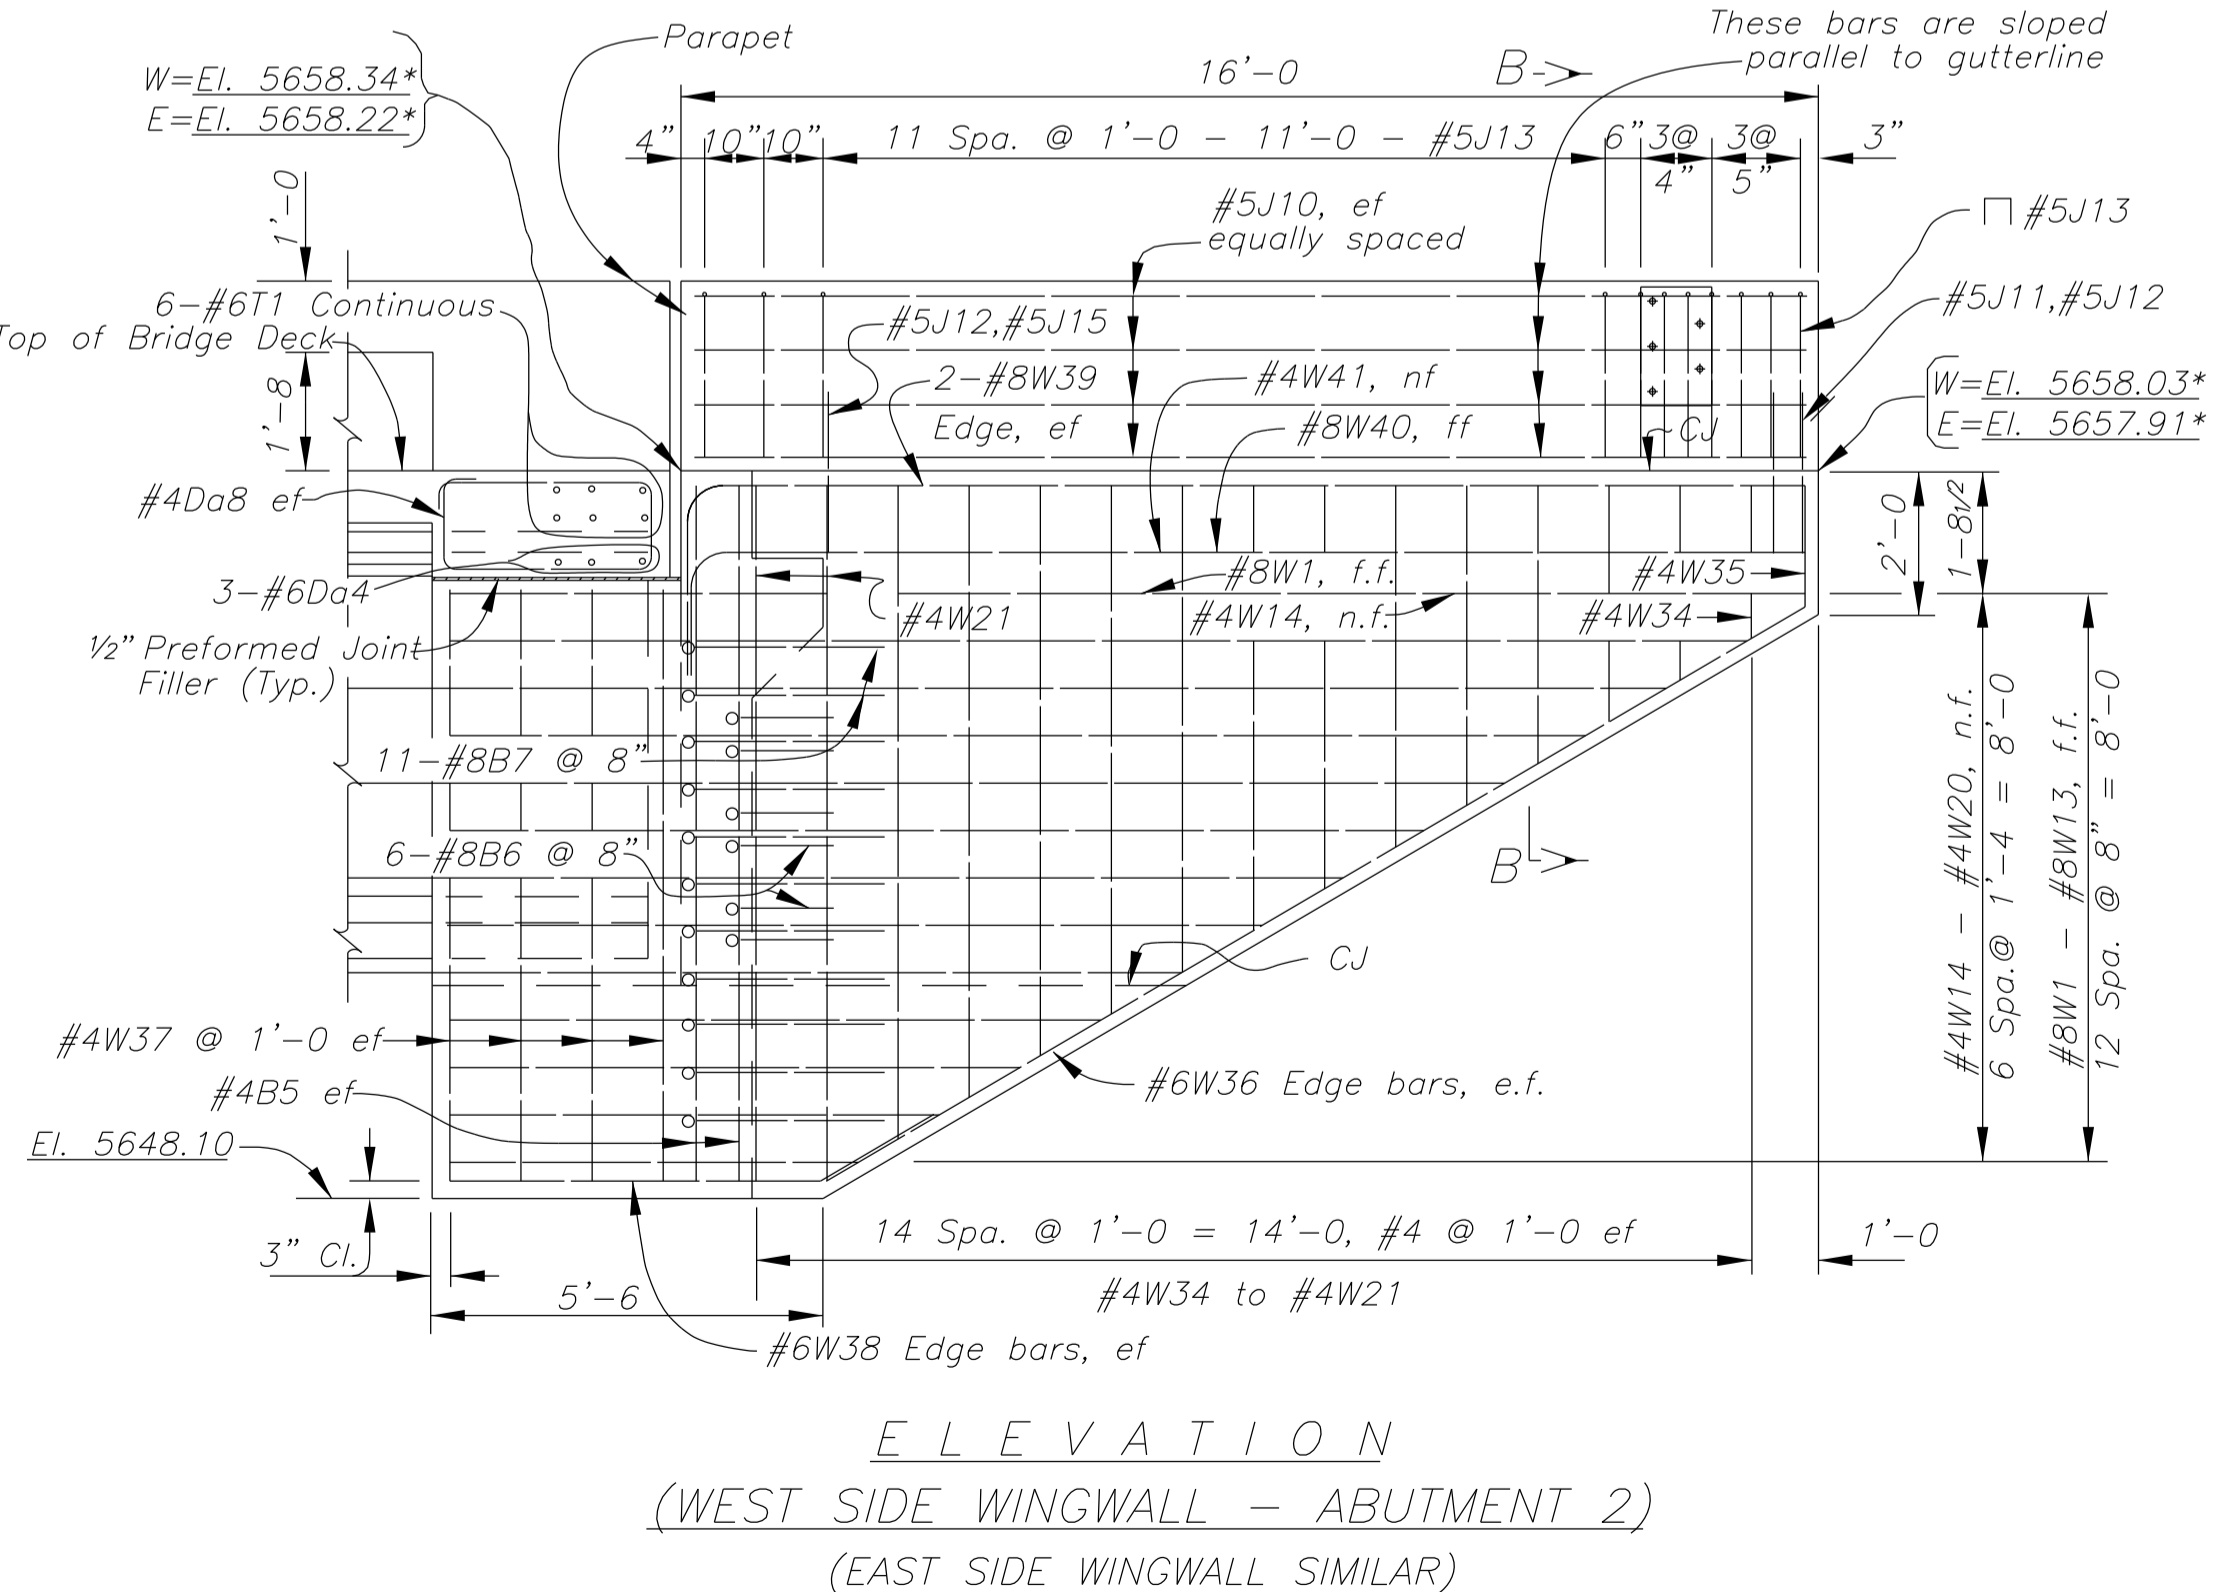 Parapet
These bars are sloped
parallel to gutterline
W=El. 5658.34*
E=El. 5658.22*
16'-0
B
4"
10"
10"
11 Spa. @ 1'-0 - 11'-0 - #5J13
6"
3@
4"
3@
5"
3"
1'-0
#5J10, ef
equally spaced
#5J13
6-#6T1 Continuous
Top of Bridge Deck
#5J12,#5J15
#5J11,#5J12
1'-8
2-#8W39
Edge, ef
#4W41, nf
#8W40, ff
CJ
W=El. 5658.03*
E=El. 5657.91*
#4Da8 ef
2'-0
1-8½
3-#6Da4
#8W1, f.f.
#4W35
#4W21
#4W14, n.f.
#4W34
½" Preformed Joint
Filler (Typ.)
11-#8B7 @ 8"
6-#8B6 @ 8"
B
#4W14 - #4W20, n.f.
6 Spa.@ 1'-4 = 8'-0
#8W1 - #8W13, f.f.
12 Spa. @ 8" = 8'-0
CJ
#4W37 @ 1'-0 ef
#4B5 ef
#6W36 Edge bars, e.f.
El. 5648.10
3" Cl.
14 Spa. @ 1'-0 = 14'-0, #4 @ 1'-0 ef
1'-0
5'-6
#4W34 to #4W21
#6W38 Edge bars, ef
ELEVATION
(WEST SIDE WINGWALL - ABUTMENT 2)
(EAST SIDE WINGWALL SIMILAR)